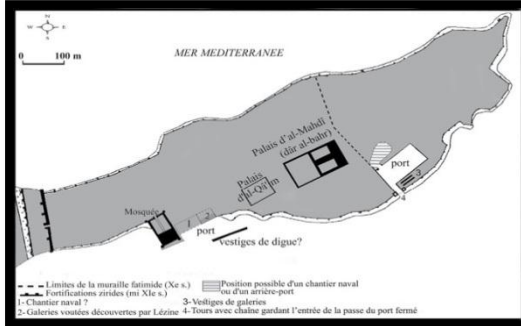 N
W E
S
0 100 m
MER MEDITERRANEE
Palais d'al-Mahdî
(dâr al-bahr)
Palais
d'al-Qâ'im
port
3
4
Mosquée
1
2
port
vestiges de digue?
Limites de la muraille fatimide (Xe s.)
Fortifications zirides (mi XIe s.)
Position possible d'un chantier naval
ou d'un arrière-port
1- Chantier naval ?
2- Galeries voutées découvertes par Lézine
3-Vestiges de galeries
4-Tours avec chaîne gardant l'entrée de la passe du port fermé